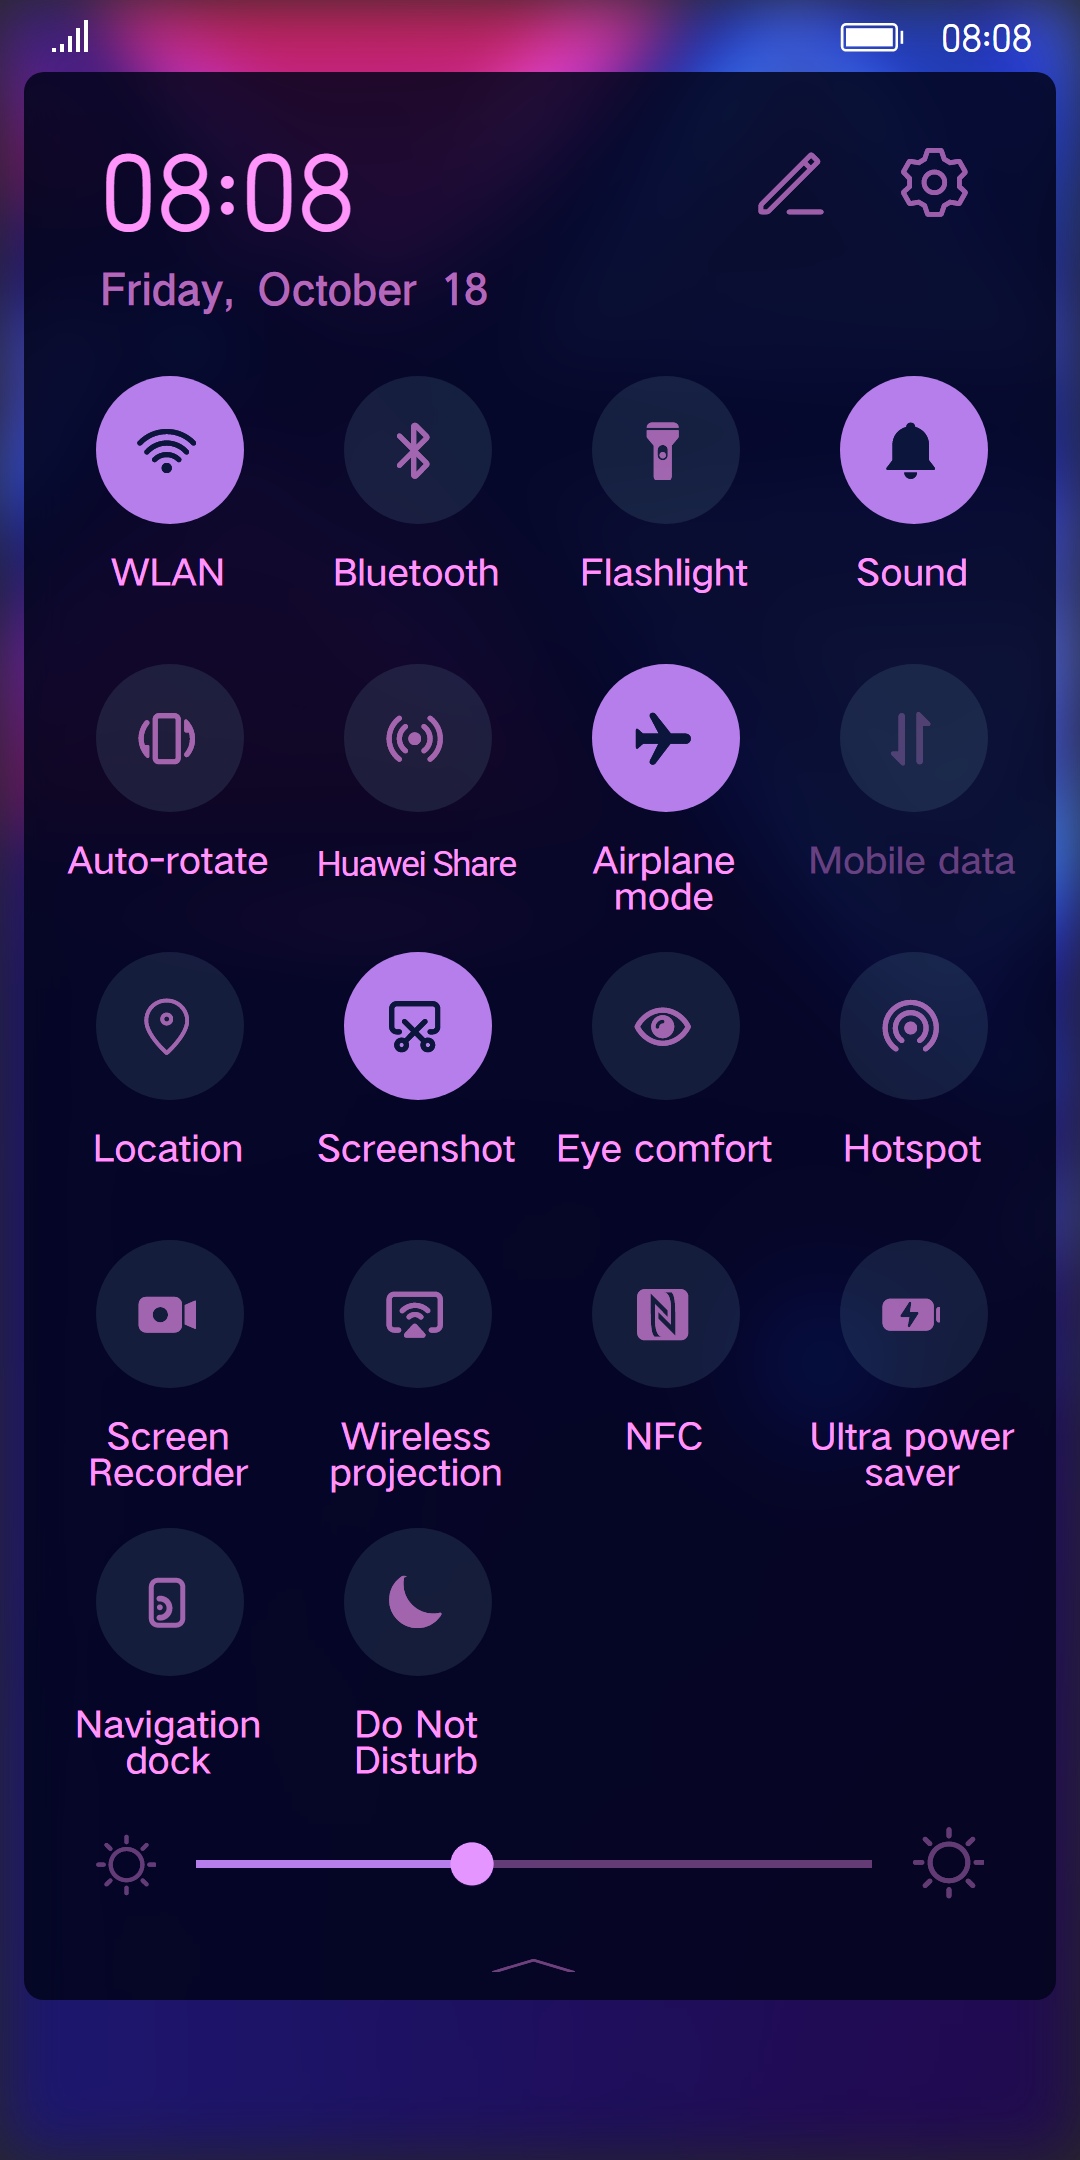 08:08
08:08
Friday, October 18
WLAN
Bluetooth
Flashlight
Sound
Auto-rotate
Huawei Share
Airplane
mode
Mobile data
Location
Screenshot
Eye comfort
Hotspot
Screen
Recorder
Wireless
projection
NFC
Ultra power
saver
Navigation
dock
Do Not
Disturb